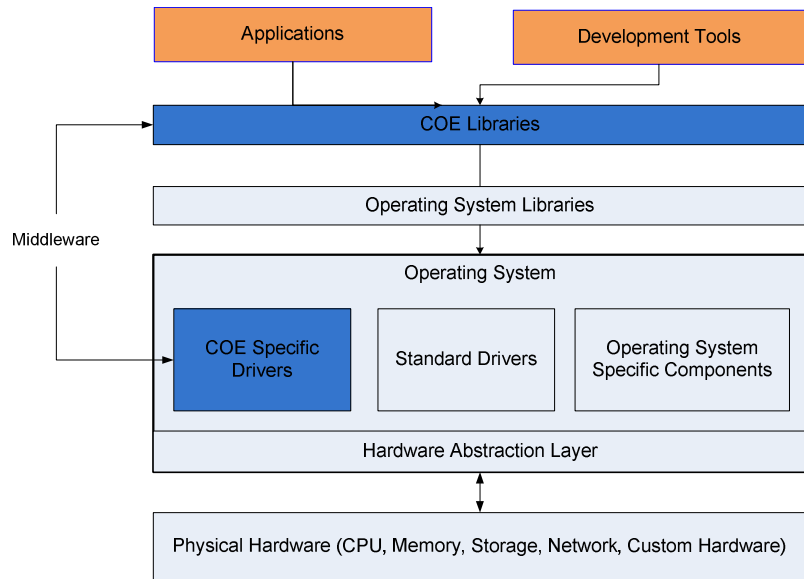 Applications
Development Tools
COE Libraries
Operating System Libraries
Middleware
Operating System
COE Specific
Drivers
Standard Drivers
Operating System
Specific Components
Hardware Abstraction Layer
Physical Hardware (CPU, Memory, Storage, Network, Custom Hardware)